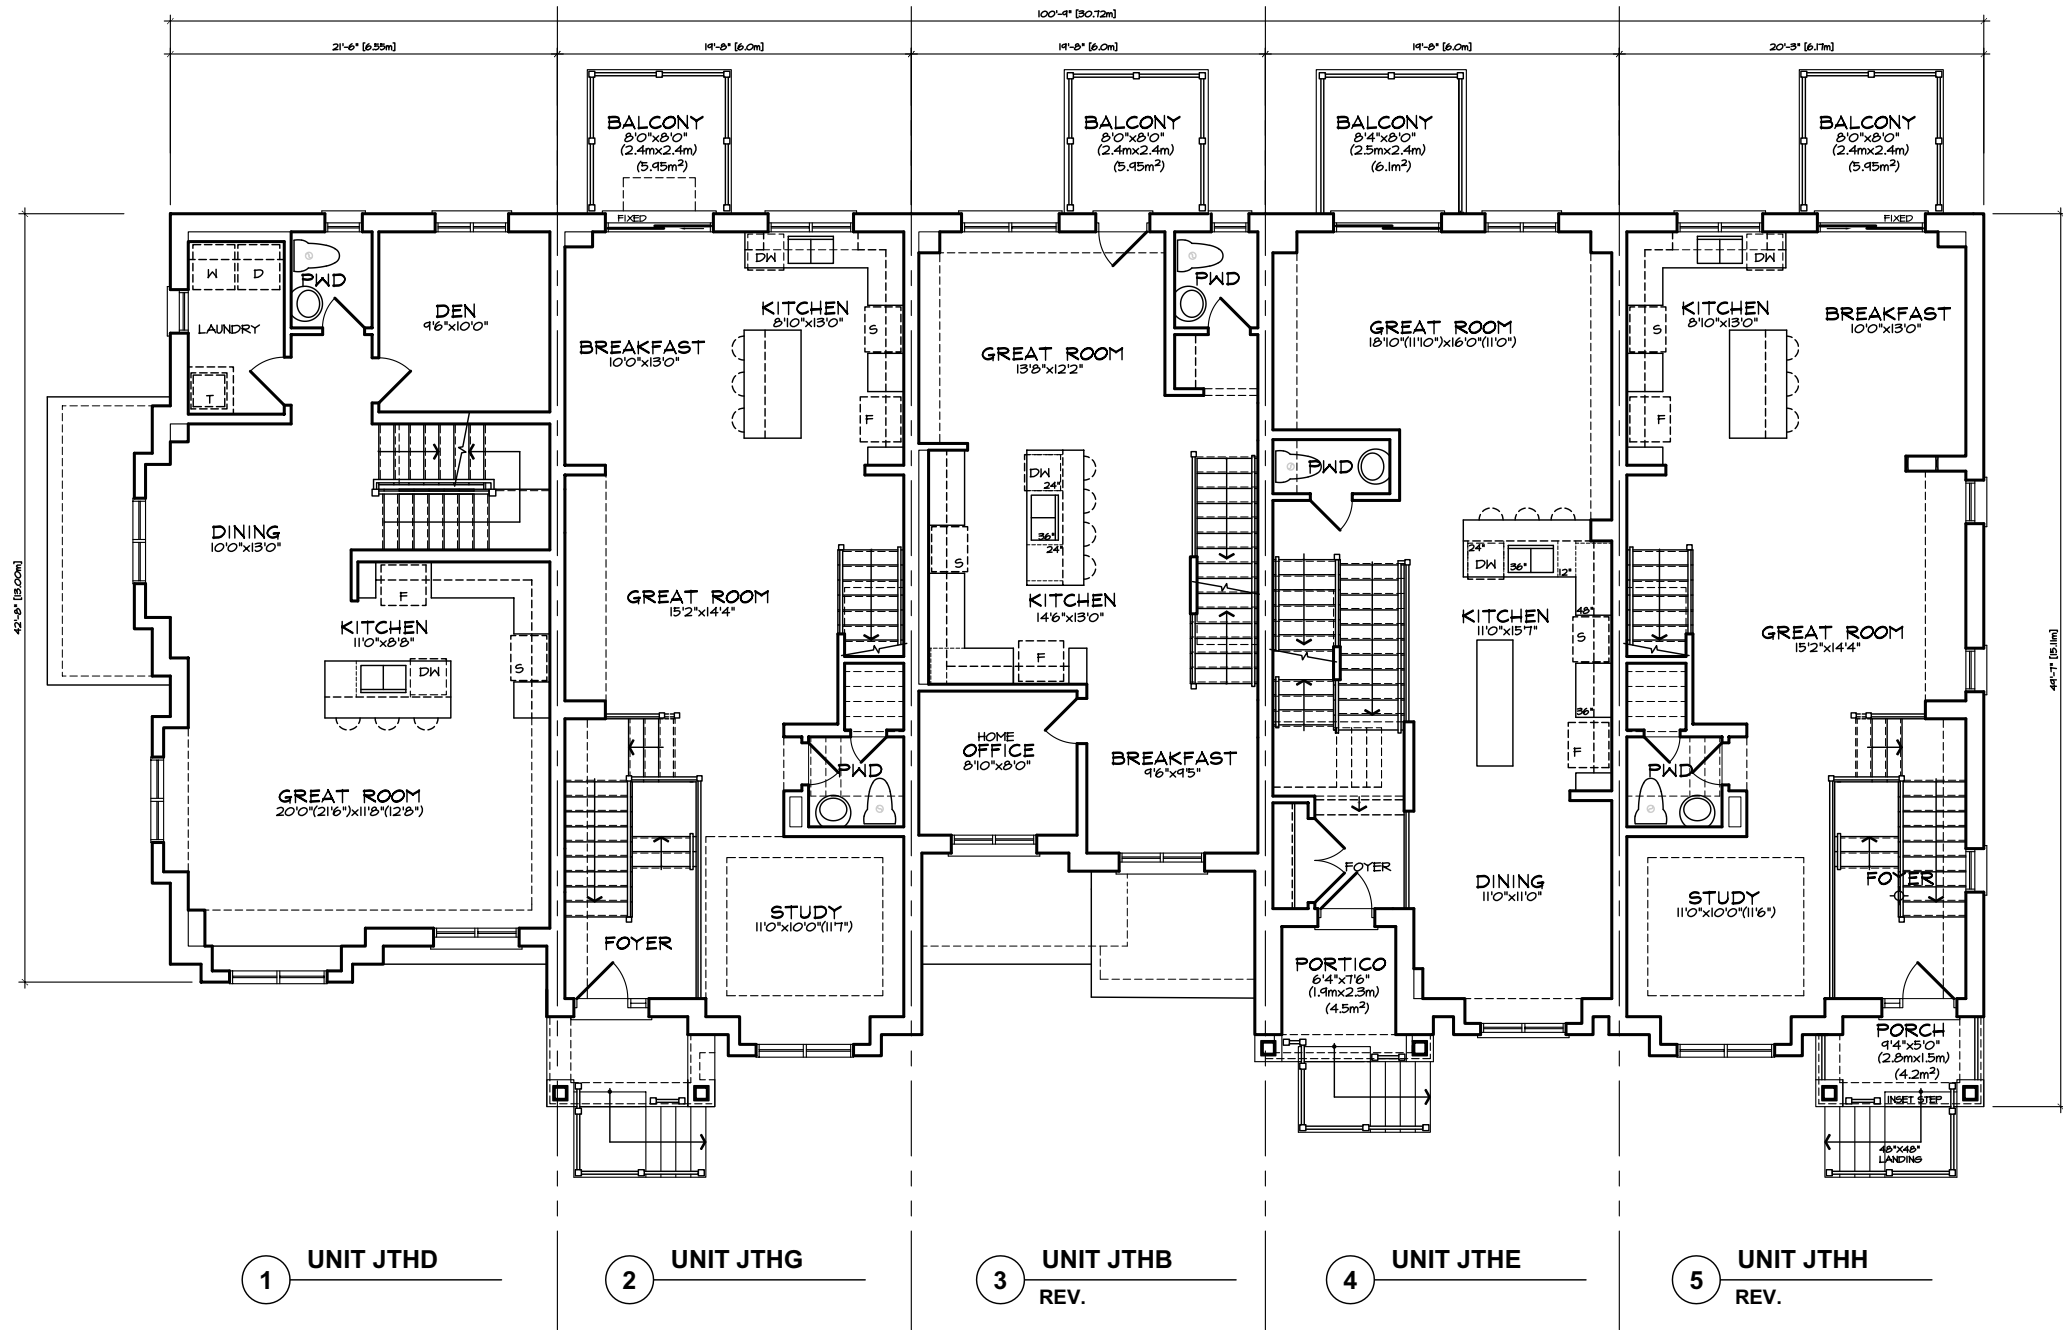 100'-9" [30.72m]
21'-6" [6.55m]
19'-8" [6.0m]
19'-8" [6.0m]
19'-8" [6.0m]
20'-3" [6.17m]
42'-8" [13.00m]
49'-7" [15.11m]
W
D
PWD
LAUNDRY
T
DEN
9'6"x10'0"
DINING
10'0"x13'0"
F
KITCHEN
11'0"x8'8"
S
DW
GREAT ROOM
20'0"(21'6")x11'8"(12'8")
BALCONY
8'0"x8'0"
(2.4mx2.4m)
(5.95m²)
FIXED
DW
KITCHEN
8'10"x13'0"
S
BREAKFAST
10'0"x13'0"
F
GREAT ROOM
15'2"x14'4"
PWD
STUDY
11'0"x10'0"(11'7")
FOYER
BALCONY
8'0"x8'0"
(2.4mx2.4m)
(5.95m²)
PWD
GREAT ROOM
13'8"x12'2"
DW
24"
36"
24"
S
KITCHEN
14'6"x13'0"
F
HOME
OFFICE
8'10"x8'0"
BREAKFAST
9'6"x9'5"
BALCONY
8'4"x8'0"
(2.5mx2.4m)
(6.1m²)
GREAT ROOM
18'10"(11'10")x16'0"(11'0")
PWD
24"
DW
36"
12"
KITCHEN
11'0"x15'7"
48"
S
36"
F
FOYER
DINING
11'0"x11'0"
PORTICO
6'4"x7'6"
(1.9mx2.3m)
(4.5m²)
BALCONY
8'0"x8'0"
(2.4mx2.4m)
(5.95m²)
FIXED
DW
KITCHEN
8'10"x13'0"
BREAKFAST
10'0"x13'0"
S
F
GREAT ROOM
15'2"x14'4"
PWD
STUDY
11'0"x10'0"(11'6")
FOYER
PORCH
9'4"x5'0"
(2.8mx1.5m)
(4.2m²)
INSET STEP
48"X48"
LANDING
1 UNIT JTHD
2 UNIT JTHG
3 UNIT JTHB
REV.
4 UNIT JTHE
5 UNIT JTHH
REV.